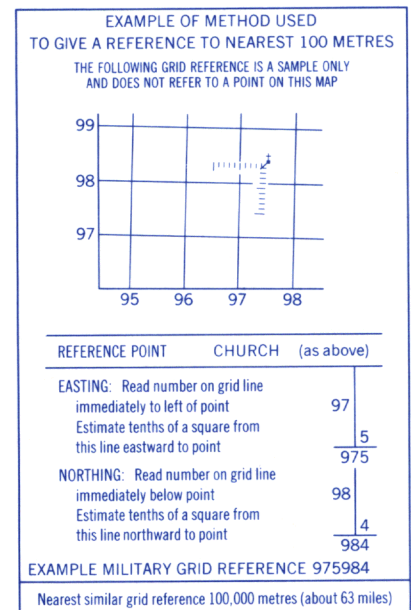 EXAMPLE OF METHOD USED
TO GIVE A REFERENCE TO NEAREST 100 METRES
THE FOLLOWING GRID REFERENCE IS A SAMPLE ONLY
AND DOES NOT REFER TO A POINT ON THIS MAP
99
98
97
95 96 97 98
REFERENCE POINT CHURCH (as above)
EASTING: Read number on grid line
immediately to left of point 97
Estimate tenths of a square from
this line eastward to point 5
975
NORTHING: Read number on grid line
immediately below point 98
Estimate tenths of a square from
this line northward to point 4
984
EXAMPLE MILITARY GRID REFERENCE 975984
Nearest similar grid reference 100,000 metres (about 63 miles)